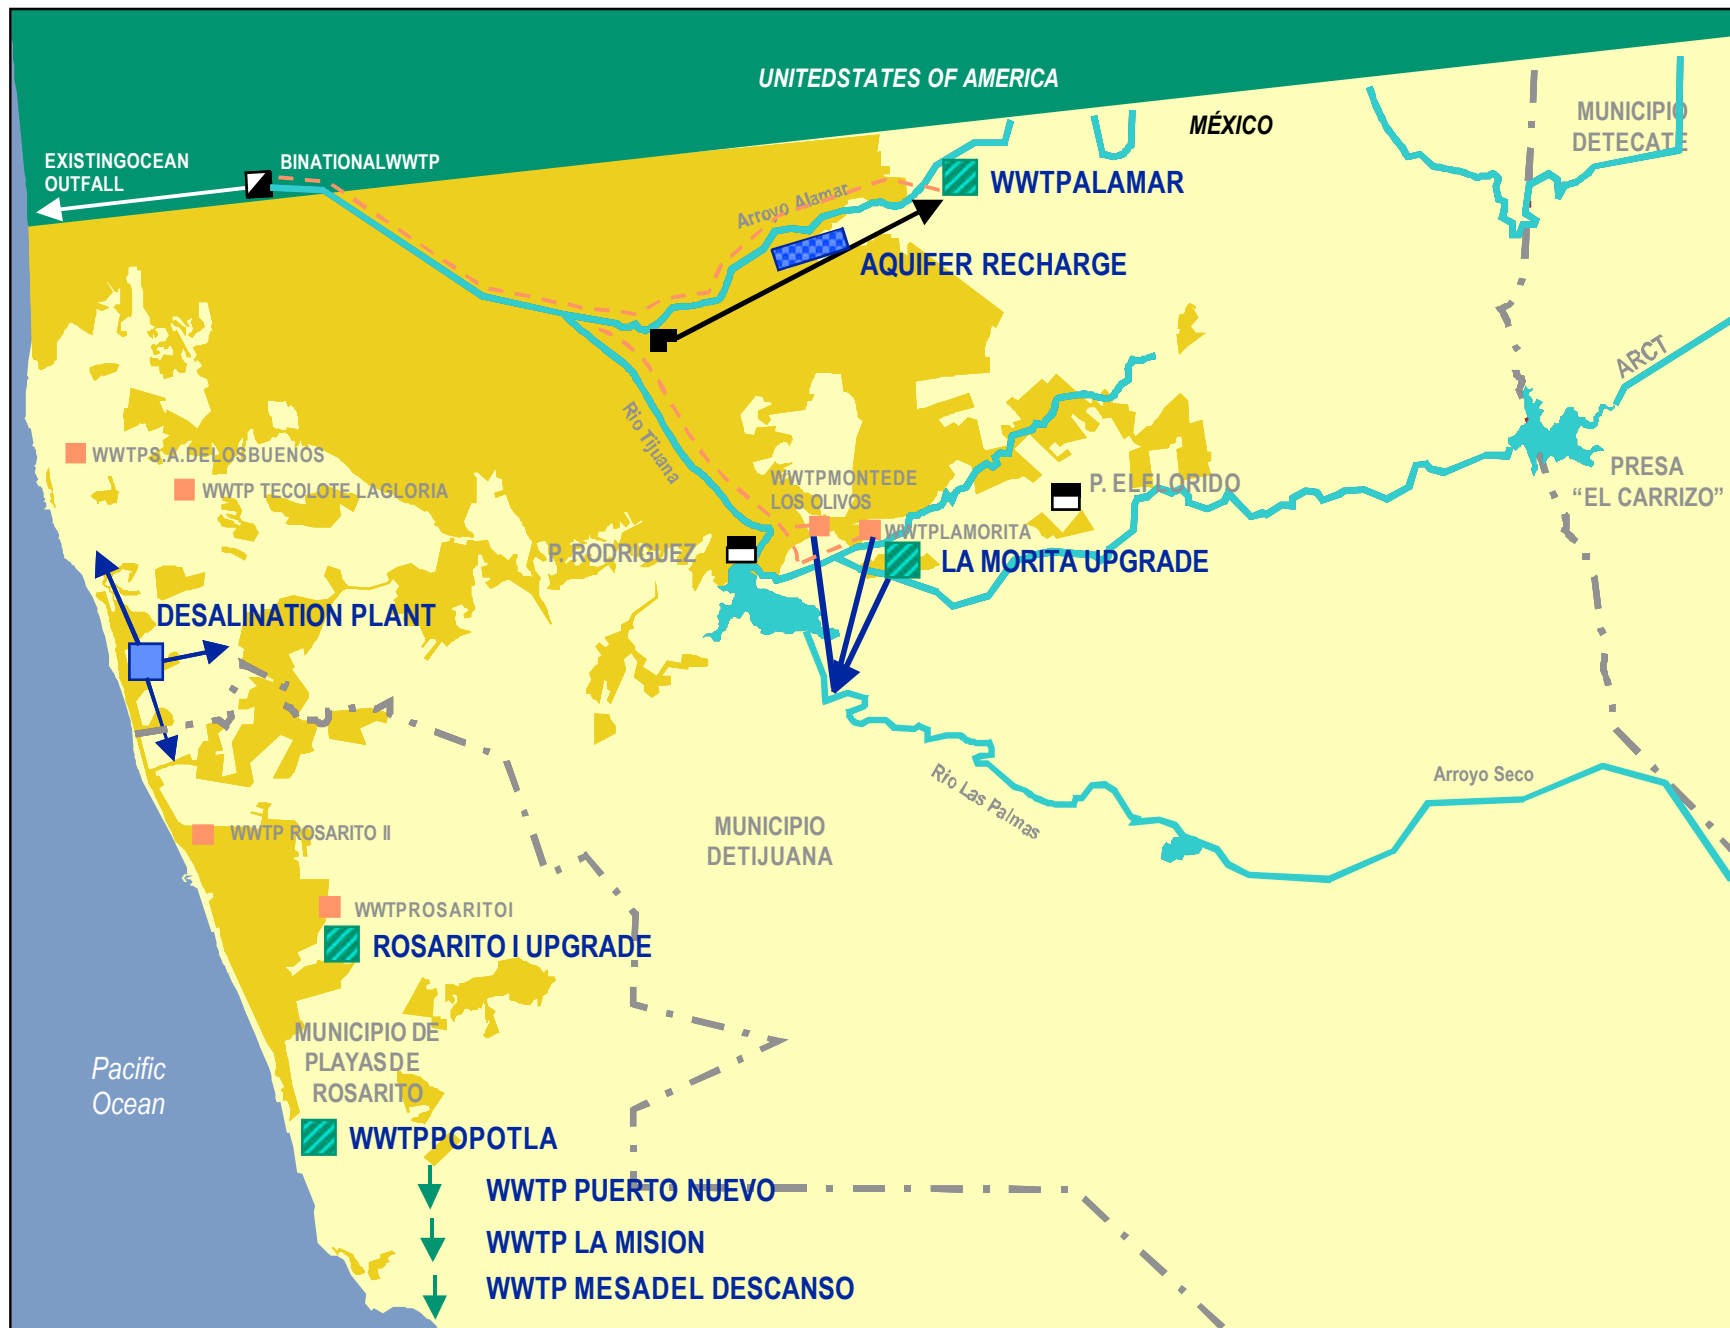 UNITEDSTATES OF AMERICA
MÉXICO
MUNICIPIO
DETECATE
EXISTINGOCEAN
OUTFALL
BINATIONALWWTP
WWTPALAMAR
Arroyo Alamar
AQUIFER RECHARGE
ARCT
Rio Tijuana
WWTPS.A.DELOSBUENOS
WWTP TECOLOTE LAGLORIA
WWTPMONTEDE
LOS OLIVOS
P. ELFLORIDO
PRESA
“EL CARRIZO”
WWTPLAMORITA
P. RODRIGUEZ
LA MORITA UPGRADE
DESALINATION PLANT
Rio Las Palmas
Arroyo Seco
MUNICIPIO
DETIJUANA
WWTP ROSARITO II
WWTPROSARITOI
ROSARITO I UPGRADE
MUNICIPIO DE
PLAYASDE
ROSARITO
Pacific
Ocean
WWTPPOPOTLA
WWTP PUERTO NUEVO
WWTP LA MISION
WWTP MESADEL DESCANSO